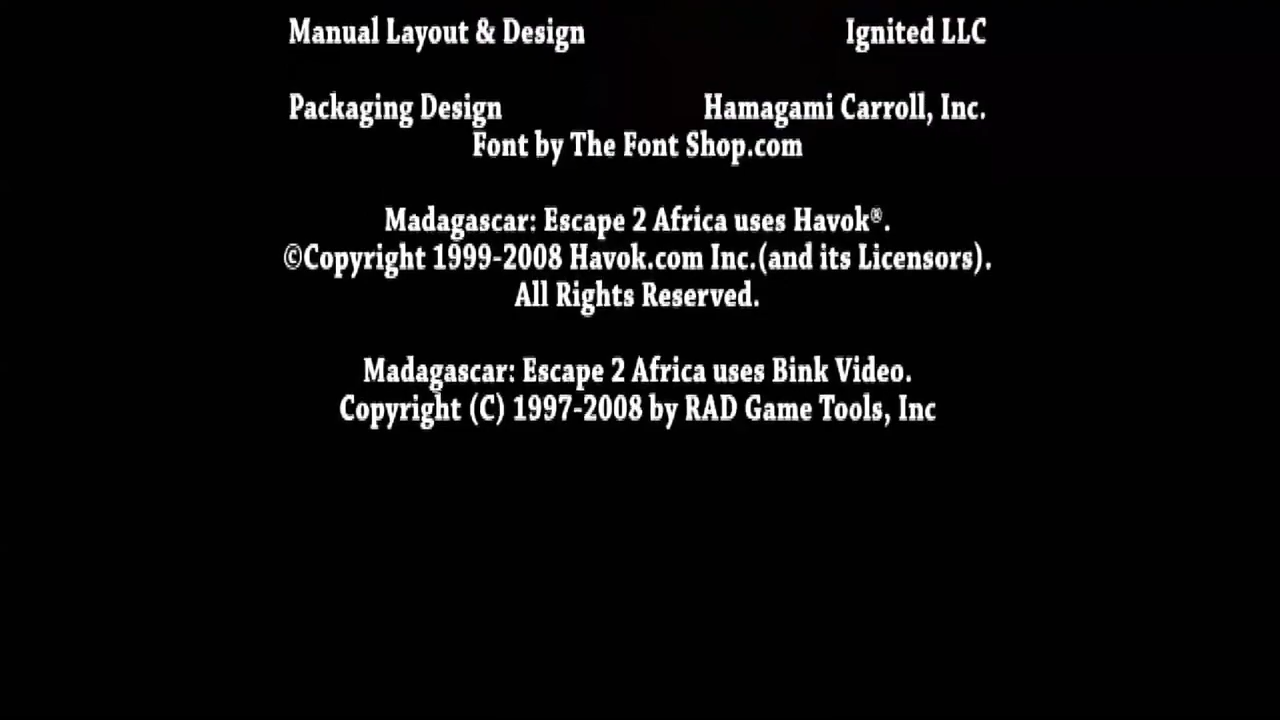 Manual Layout & Design Ignited LLC
Packaging Design Hamagami Carroll, Inc.
Font by The Font Shop.com
Madagascar: Escape 2 Africa uses Havok®.
©Copyright 1999-2008 Havok.com Inc.(and its Licensors).
All Rights Reserved.
Madagascar: Escape 2 Africa uses Bink Video.
Copyright (C) 1997-2008 by RAD Game Tools, Inc